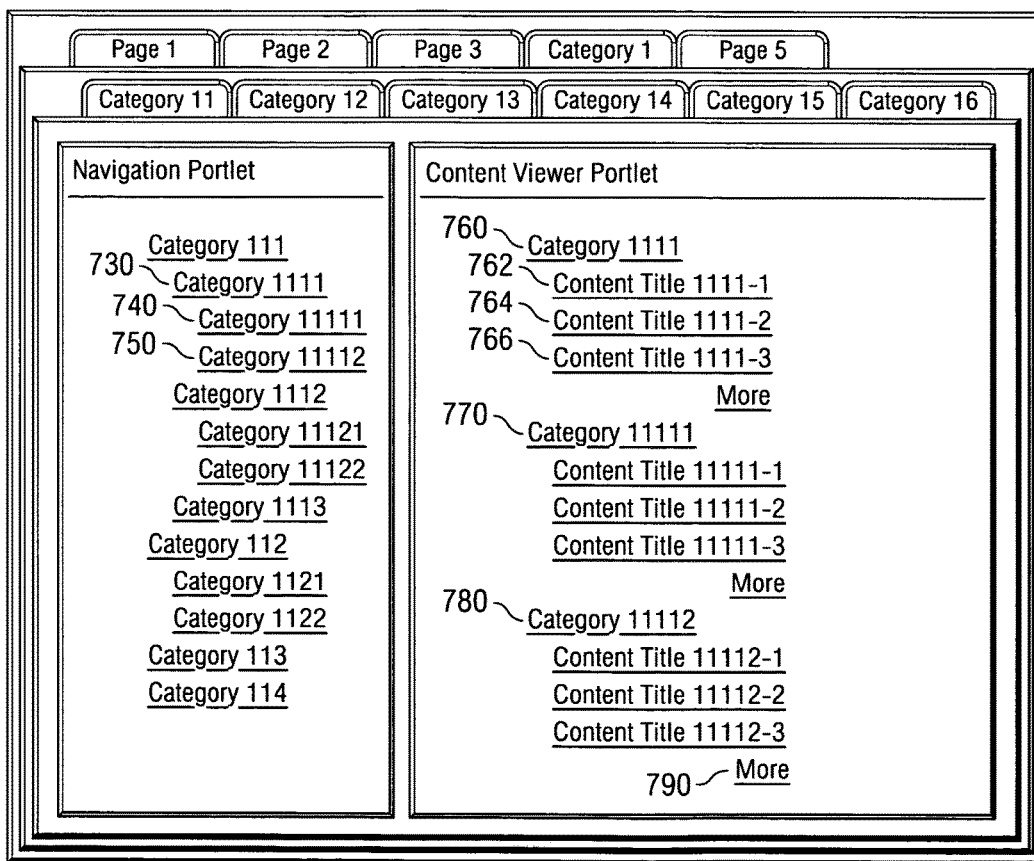 Page 1 Page 2 Page 3 Category 1 Page 5
Category 11 Category 12 Category 13 Category 14 Category 15 Category 16
Navigation Portlet
Category 111
730 Category 1111
740 Category 11111
750 Category 11112
Category 1112
Category 11121
Category 11122
Category 1113
Category 112
Category 1121
Category 1122
Category 113
Category 114
Content Viewer Portlet
760 Category 1111
762 Content Title 1111-1
764 Content Title 1111-2
766 Content Title 1111-3
More
770 Category 11111
Content Title 11111-1
Content Title 11111-2
Content Title 11111-3
More
780 Category 11112
Content Title 11112-1
Content Title 11112-2
Content Title 11112-3
790 More